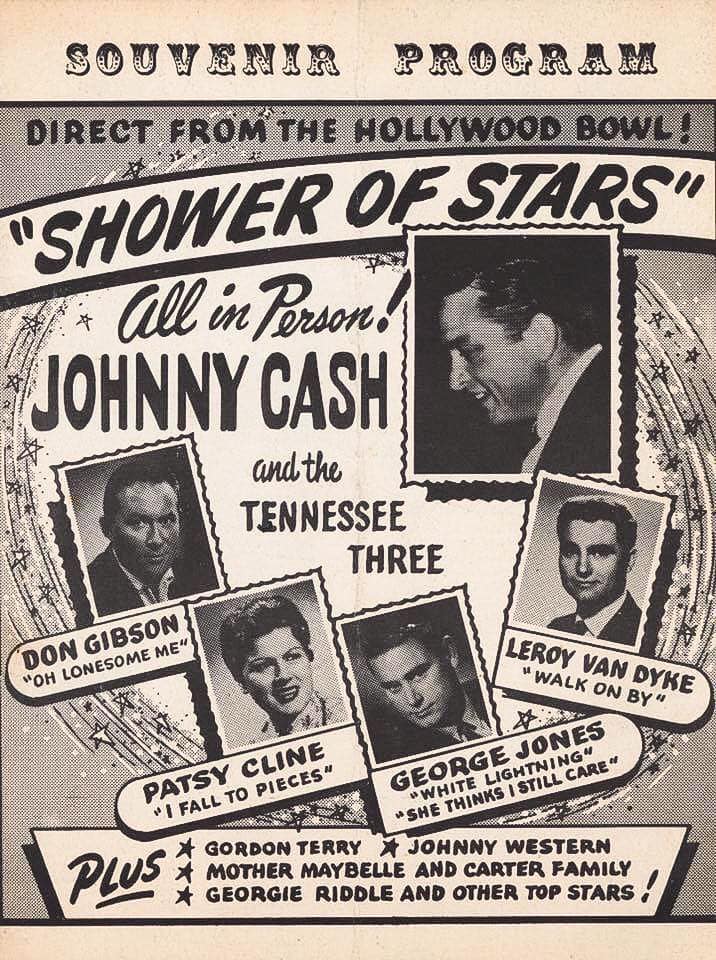 SOUVENIR PROGRAM
DIRECT FROM THE HOLLYWOOD BOWL!
"SHOWER OF STARS"
All in Person!
JOHNNY CASH
and the
TENNESSEE
THREE
DON GIBSON
"OH LONESOME ME"
PATSY CLINE
"I FALL TO PIECES"
GEORGE JONES
"WHITE LIGHTNING"
"SHE THINKS I STILL CARE"
LEROY VAN DYKE
"WALK ON BY"
PLUS
★ GORDON TERRY ★ JOHNNY WESTERN
★ MOTHER MAYBELLE AND CARTER FAMILY
★ GEORGIE RIDDLE AND OTHER TOP STARS!